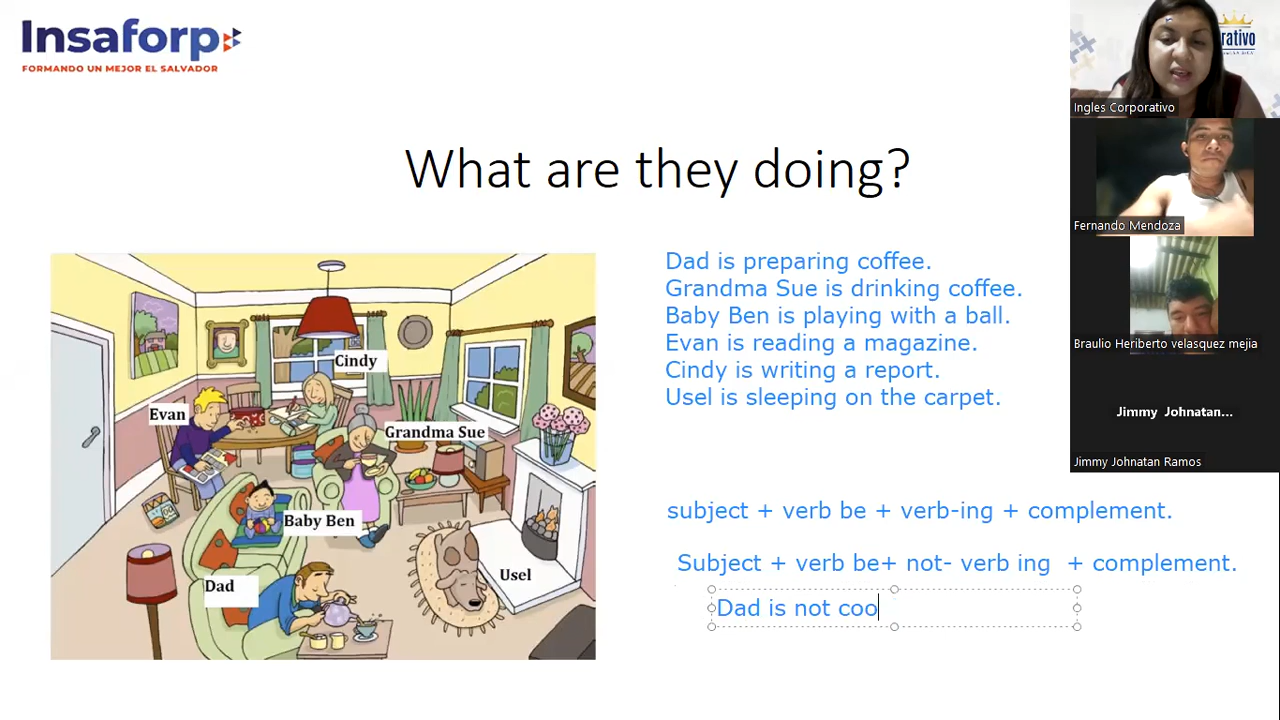 Insaforp
FORMANDO UN MEJOR EL SALVADOR
What are they doing?
Dad is preparing coffee.
Grandma Sue is drinking coffee.
Baby Ben is playing with a ball.
Evan is reading a magazine.
Cindy is writing a report.
Usel is sleeping on the carpet.
subject + verb be + verb-ing + complement.
Subject + verb be+ not- verb ing + complement.
Dad is not coo
Cindy
Evan
Grandma Sue
Baby Ben
Usel
Dad
Ingles Corporativo
Fernando Mendoza
Braulio Heriberto velasquez mejia
Jimmy Johnatan...
Jimmy Johnatan Ramos